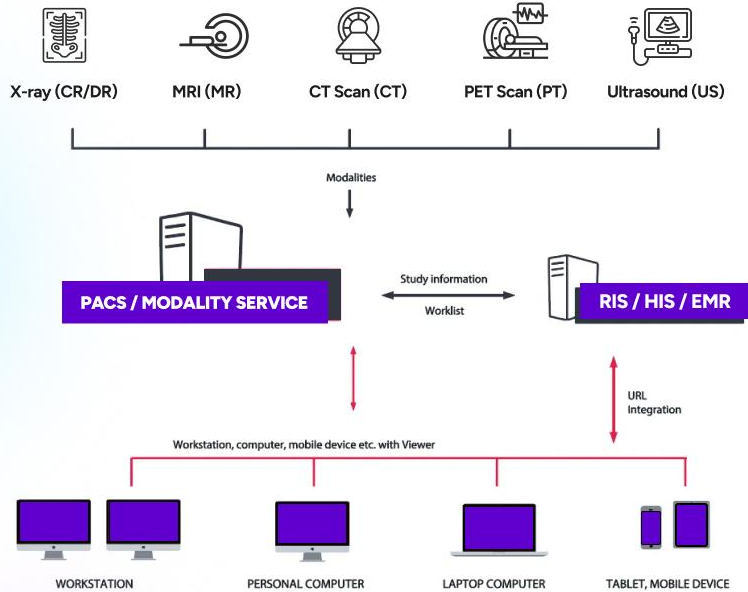 X-ray (CR/DR)
MRI (MR)
CT Scan (CT)
PET Scan (PT)
Ultrasound (US)
Modalities
PACS / MODALITY SERVICE
Study information
Worklist
RIS / HIS / EMR
URL
Integration
Workstation, computer, mobile device etc. with Viewer
WORKSTATION
PERSONAL COMPUTER
LAPTOP COMPUTER
TABLET, MOBILE DEVICE